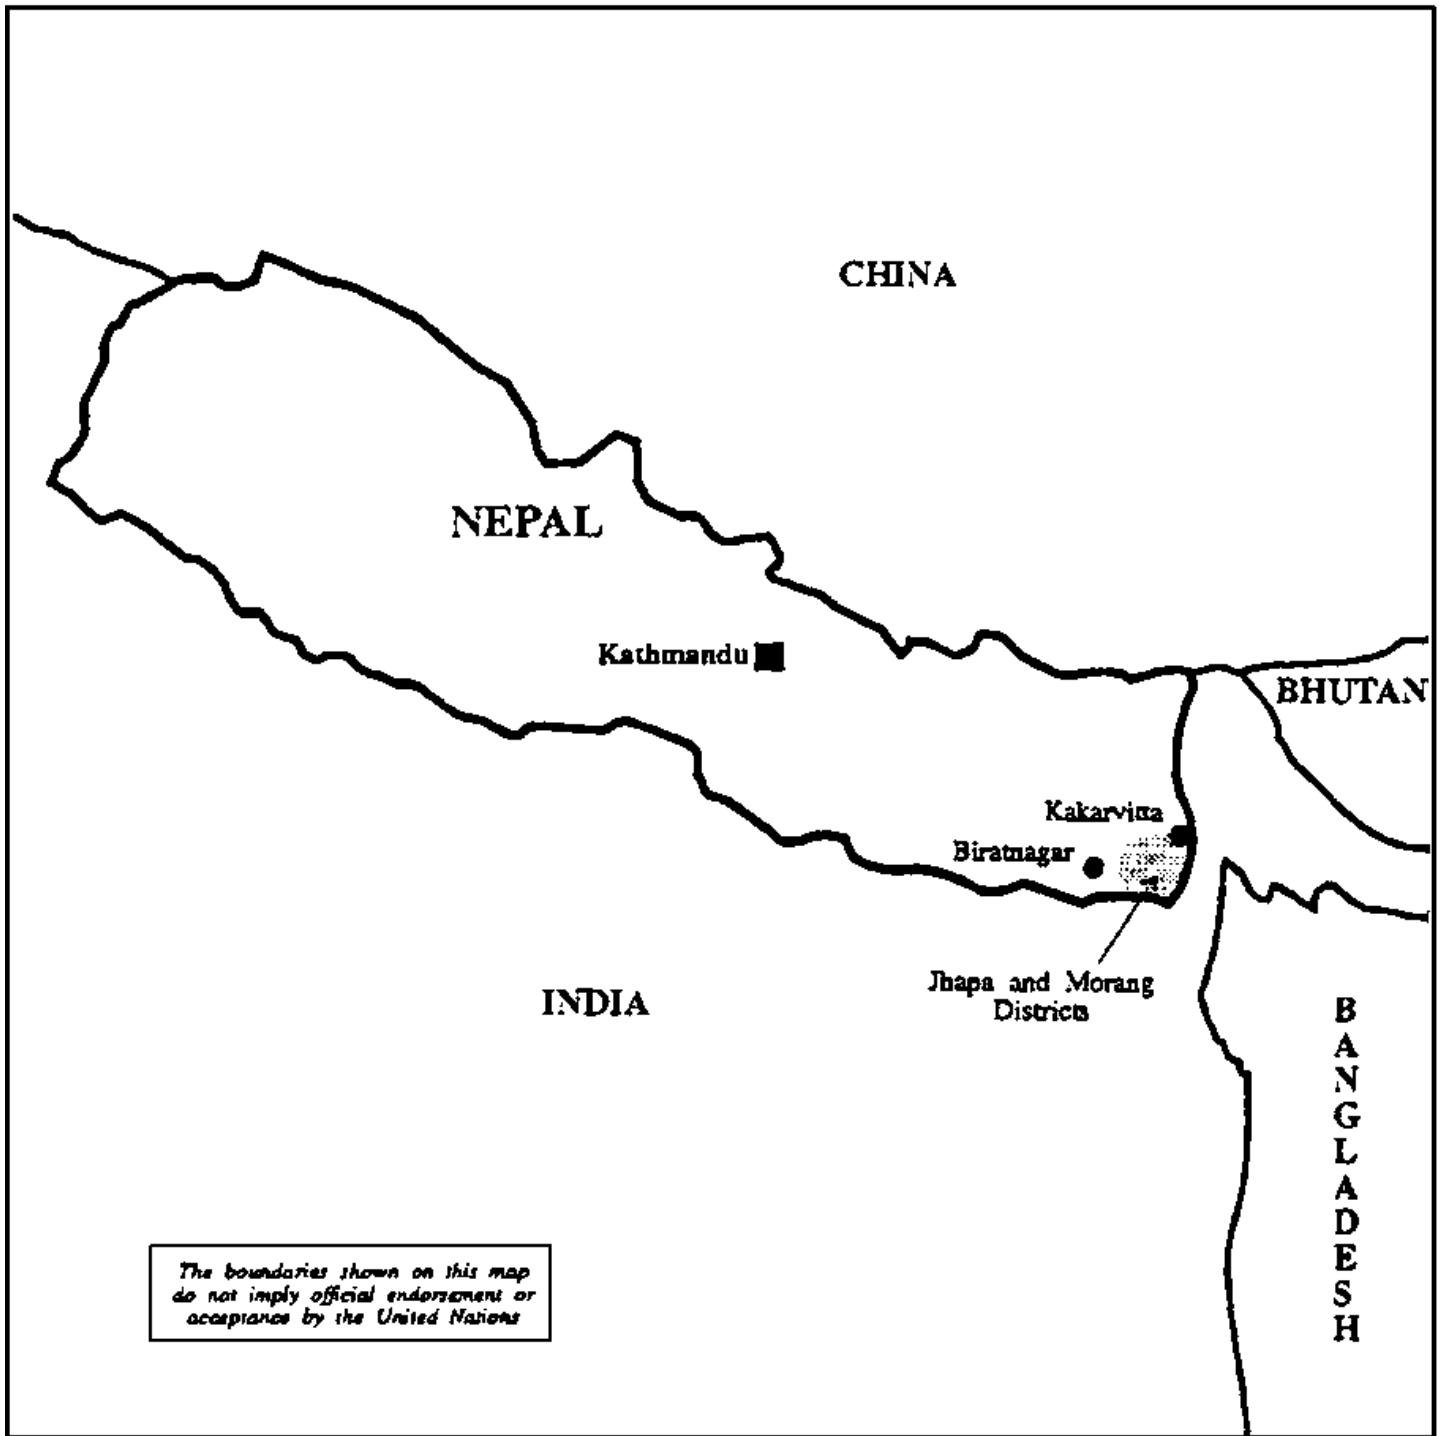 CHINA
NEPAL
Kathmandu
BHUTAN
Kakarvitta
Biratnagar
Jhapa and Morang
Districts
INDIA
BANGLADESH
The boundaries shown on this map
do not imply official endorsement or
acceptance by the United Nations